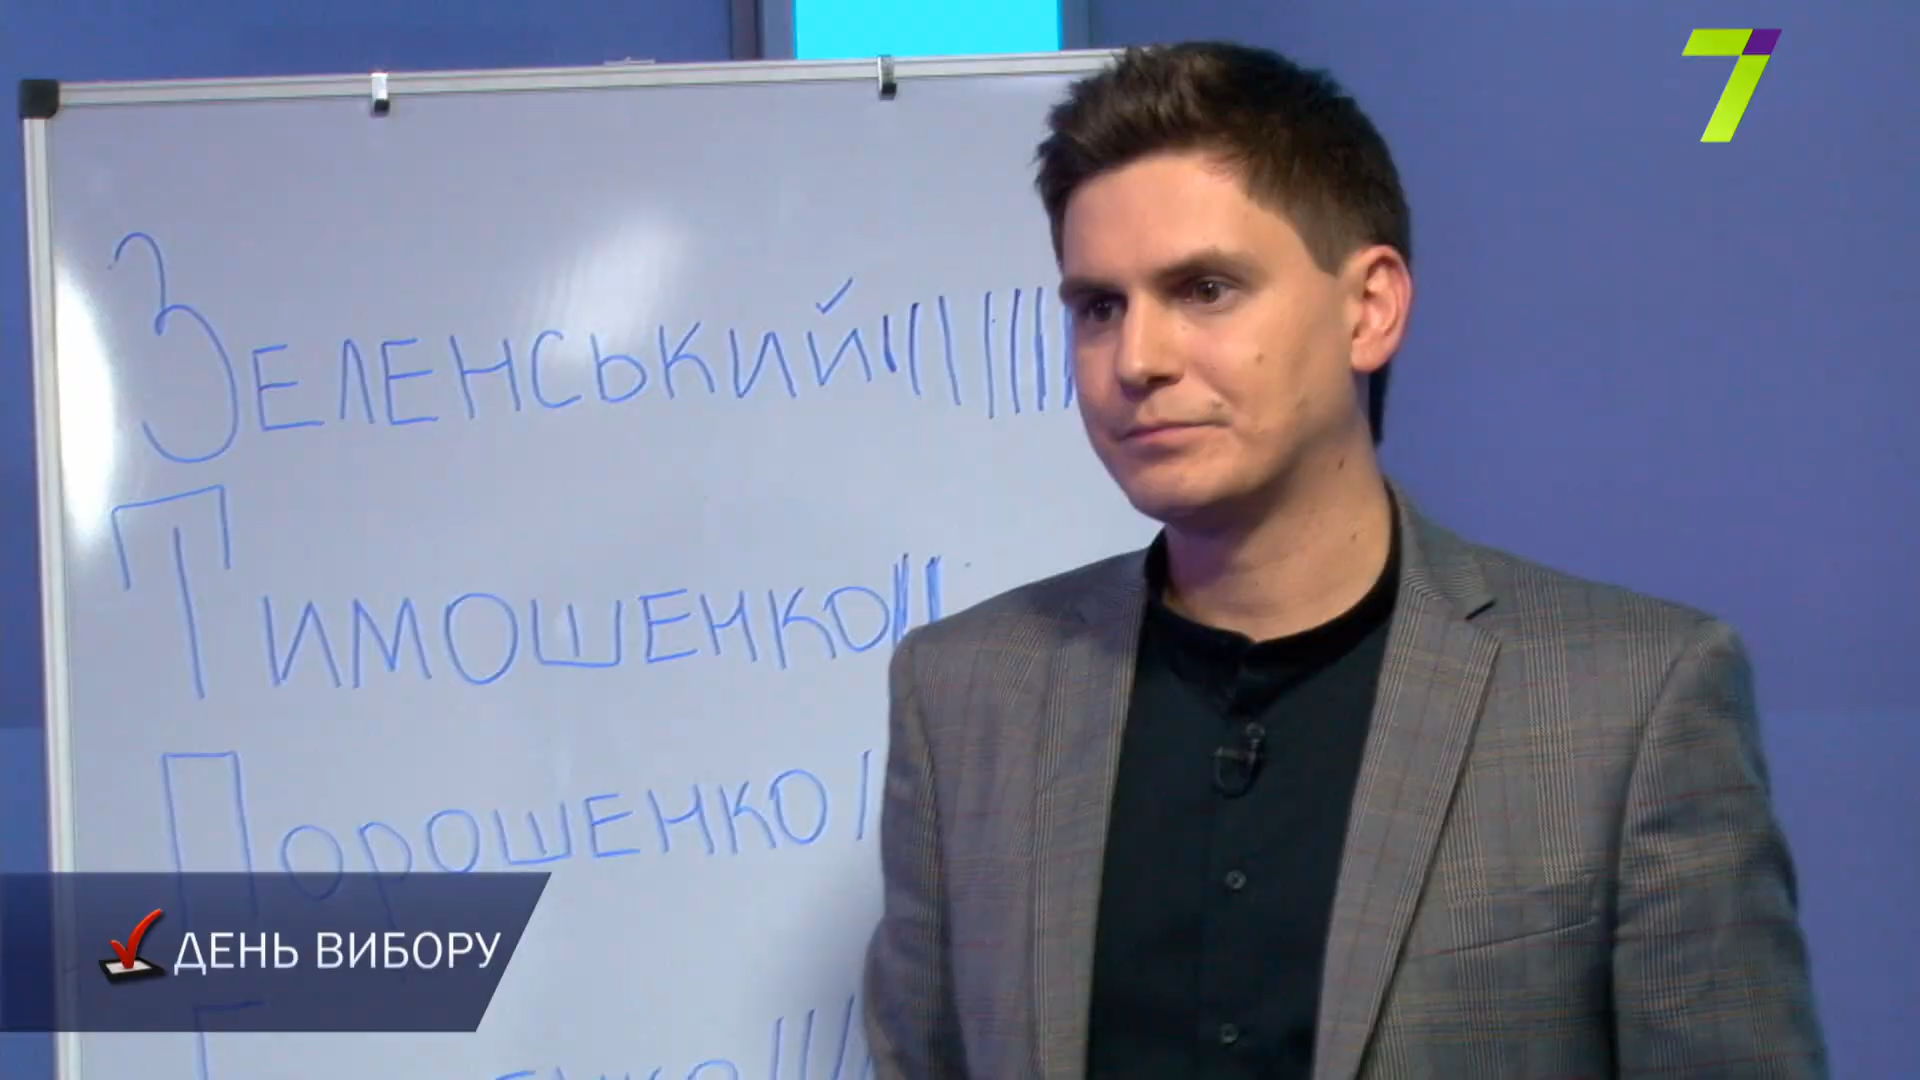 7
Зеленський
Тимошенко
Порошенко
ДЕНЬ ВИБОРУ